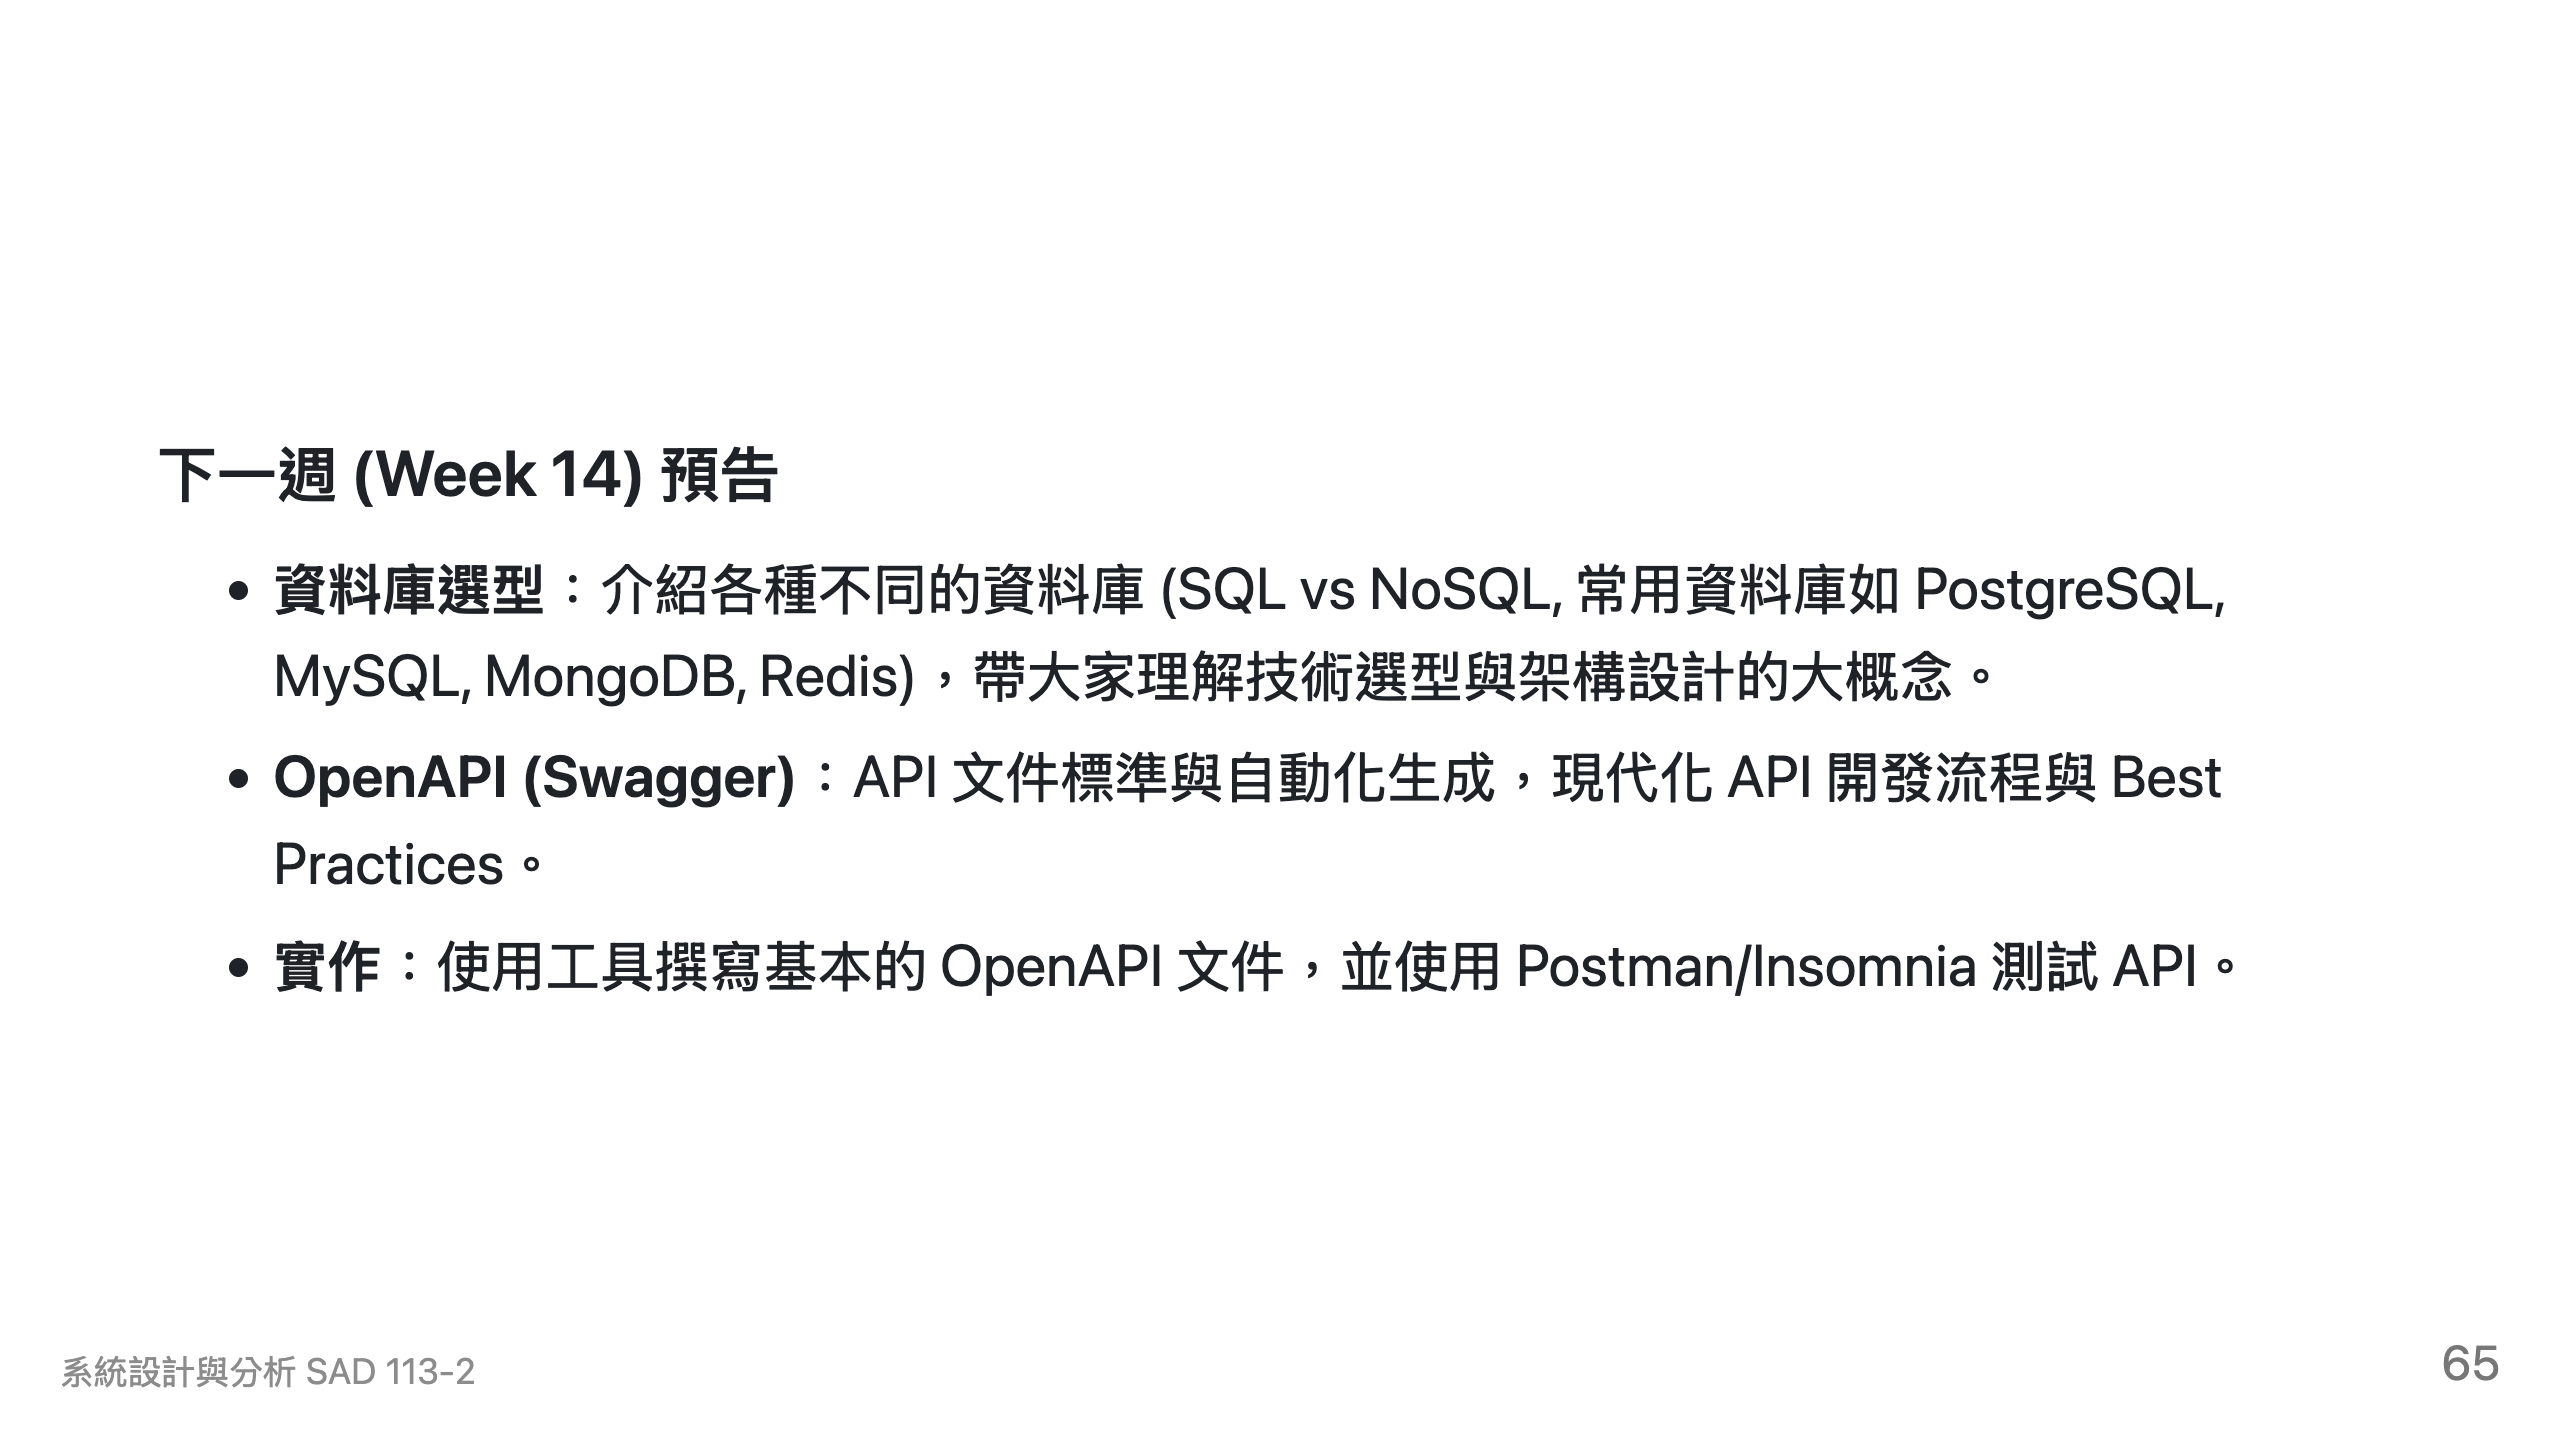 下一週 (Week 14) 預告
• 資料庫選型：介紹各種不同的資料庫 (SQL vs NoSQL, 常用資料庫如 PostgreSQL,
MySQL, MongoDB, Redis)，帶大家理解技術選型與架構設計的大概念。
• OpenAPI (Swagger)：API 文件標準與自動化生成，現代化 API 開發流程與 Best
Practices。
• 實作：使用工具撰寫基本的 OpenAPI 文件，並使用 Postman/Insomnia 測試 API。
系統設計與分析 SAD 113-2
65